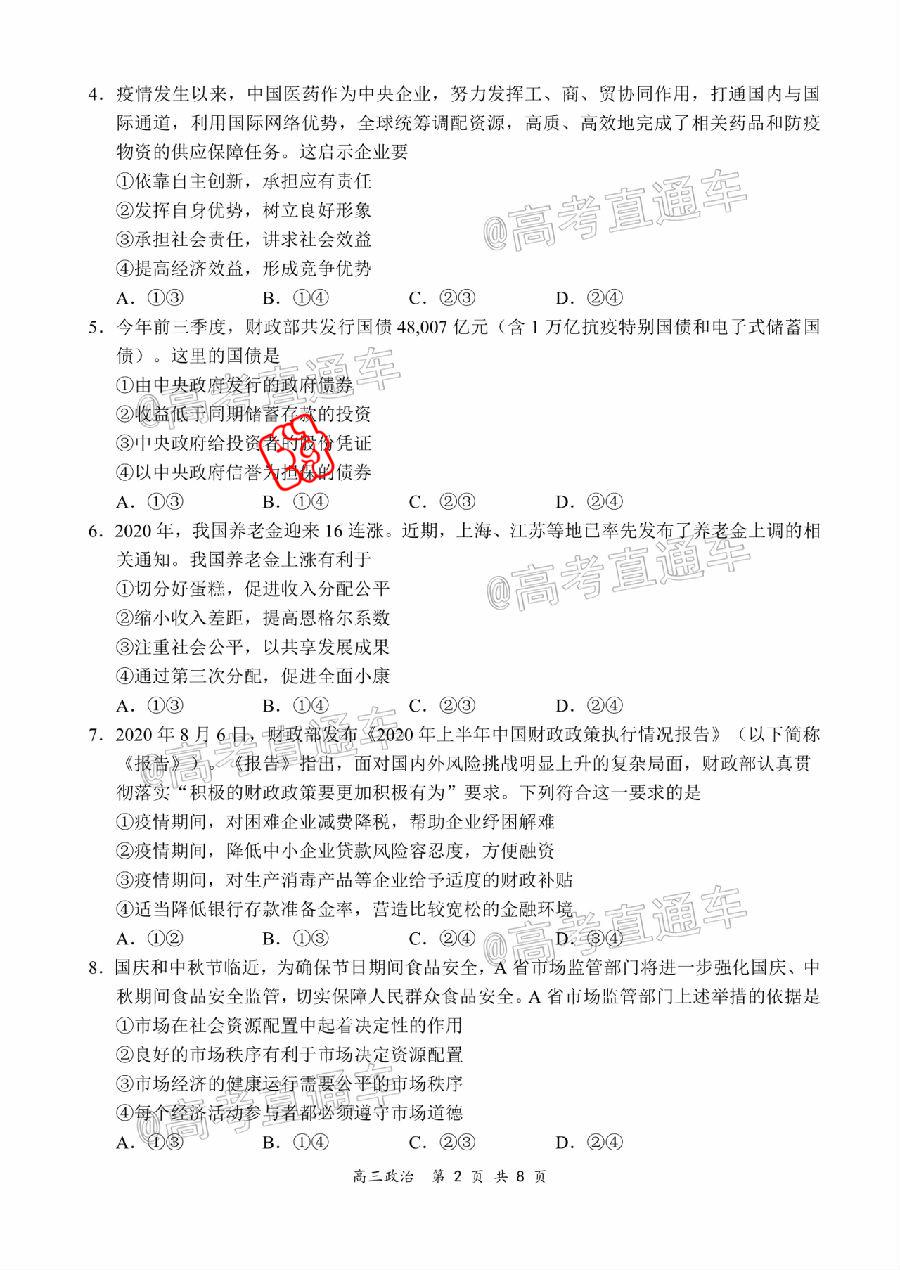 4．疫情发生以来，中国医药作为中央企业，努力发挥工、商、贸协同作用，打通国内与国
际通道，利用国际网络优势，全球统筹调配资源，高质、高效地完成了相关药品和防疫
物资的供应保障任务。这启示企业要
①依靠自主创新，承担应有责任
②发挥自身优势，树立良好形象
③承担社会责任，讲求社会效益
④提高经济效益，形成竞争优势
A．①③ B．①④ C．②③ D．②④
5．今年前三季度，财政部共发行国债 48,007 亿元（含 1 万亿抗疫特别国债和电了式储蓄国
债）。这里的国债是
①由中央政府发行的政府债券
②收益低于同期储蓄存款的投资
③中央政府给投资者的股份凭证
④以中央政府信誉为担保的债券
A．①③ B．①④ C．②③ D．②④
6．2020 年，我国养老金迎来 16 连涨。近期，上海、江苏等地已率先发布了养老金上调的相
关通知。我国养老金上涨有利于
①切分好蛋糕，促进收入分配公平
②缩小收入差距，提高恩格尔系数
③注重社会公平，以共享发展成果
④通过第三次分配，促进全面小康
A．①③ B．①④ C．②③ D．②④
7．2020 年 8 月 6 日，财政部发布《2020 年上半年中国财政政策执行情况报告》（以下简称
《报告》）。《报告》指出，面对国内外风险挑战明显上升的复杂局面，财政部认真贯
彻落实“积极的财政政策要更加积极有为”要求。下列符合这一要求的是
①疫情期间，对困难企业减费降税，帮助企业纾困解难
②疫情期间，降低中小企业贷款风险容忍度，方便融资
③疫情期间，对生产消毒产品等企业给予适度的财政补贴
④适当降低银行存款准备金率，营造比较宽松的金融环境
A．①② B．①③ C．②④ D．③④
8．国庆和中秋节临近，为确保节日期间食品安全，A 省市场监管部门将进一步强化国庆、中
秋期间食品安全监管，切实保障人民群众食品安全。A 省市场监管部门上述举措的依据是
①市场在社会资源配置中起着决定性的作用
②良好的市场秩序有利于市场决定资源配置
③市场经济的健康运行需要公平的市场秩序
④每个经济活动参与者都必须遵守市场道德
A．①③ B．①④ C．②③ D．②④
高三政治 第 2 页 共 8 页
@高考直通车
@高考直通车
@高考直通车
@高考直通车
@高考直通车
@高考直通车